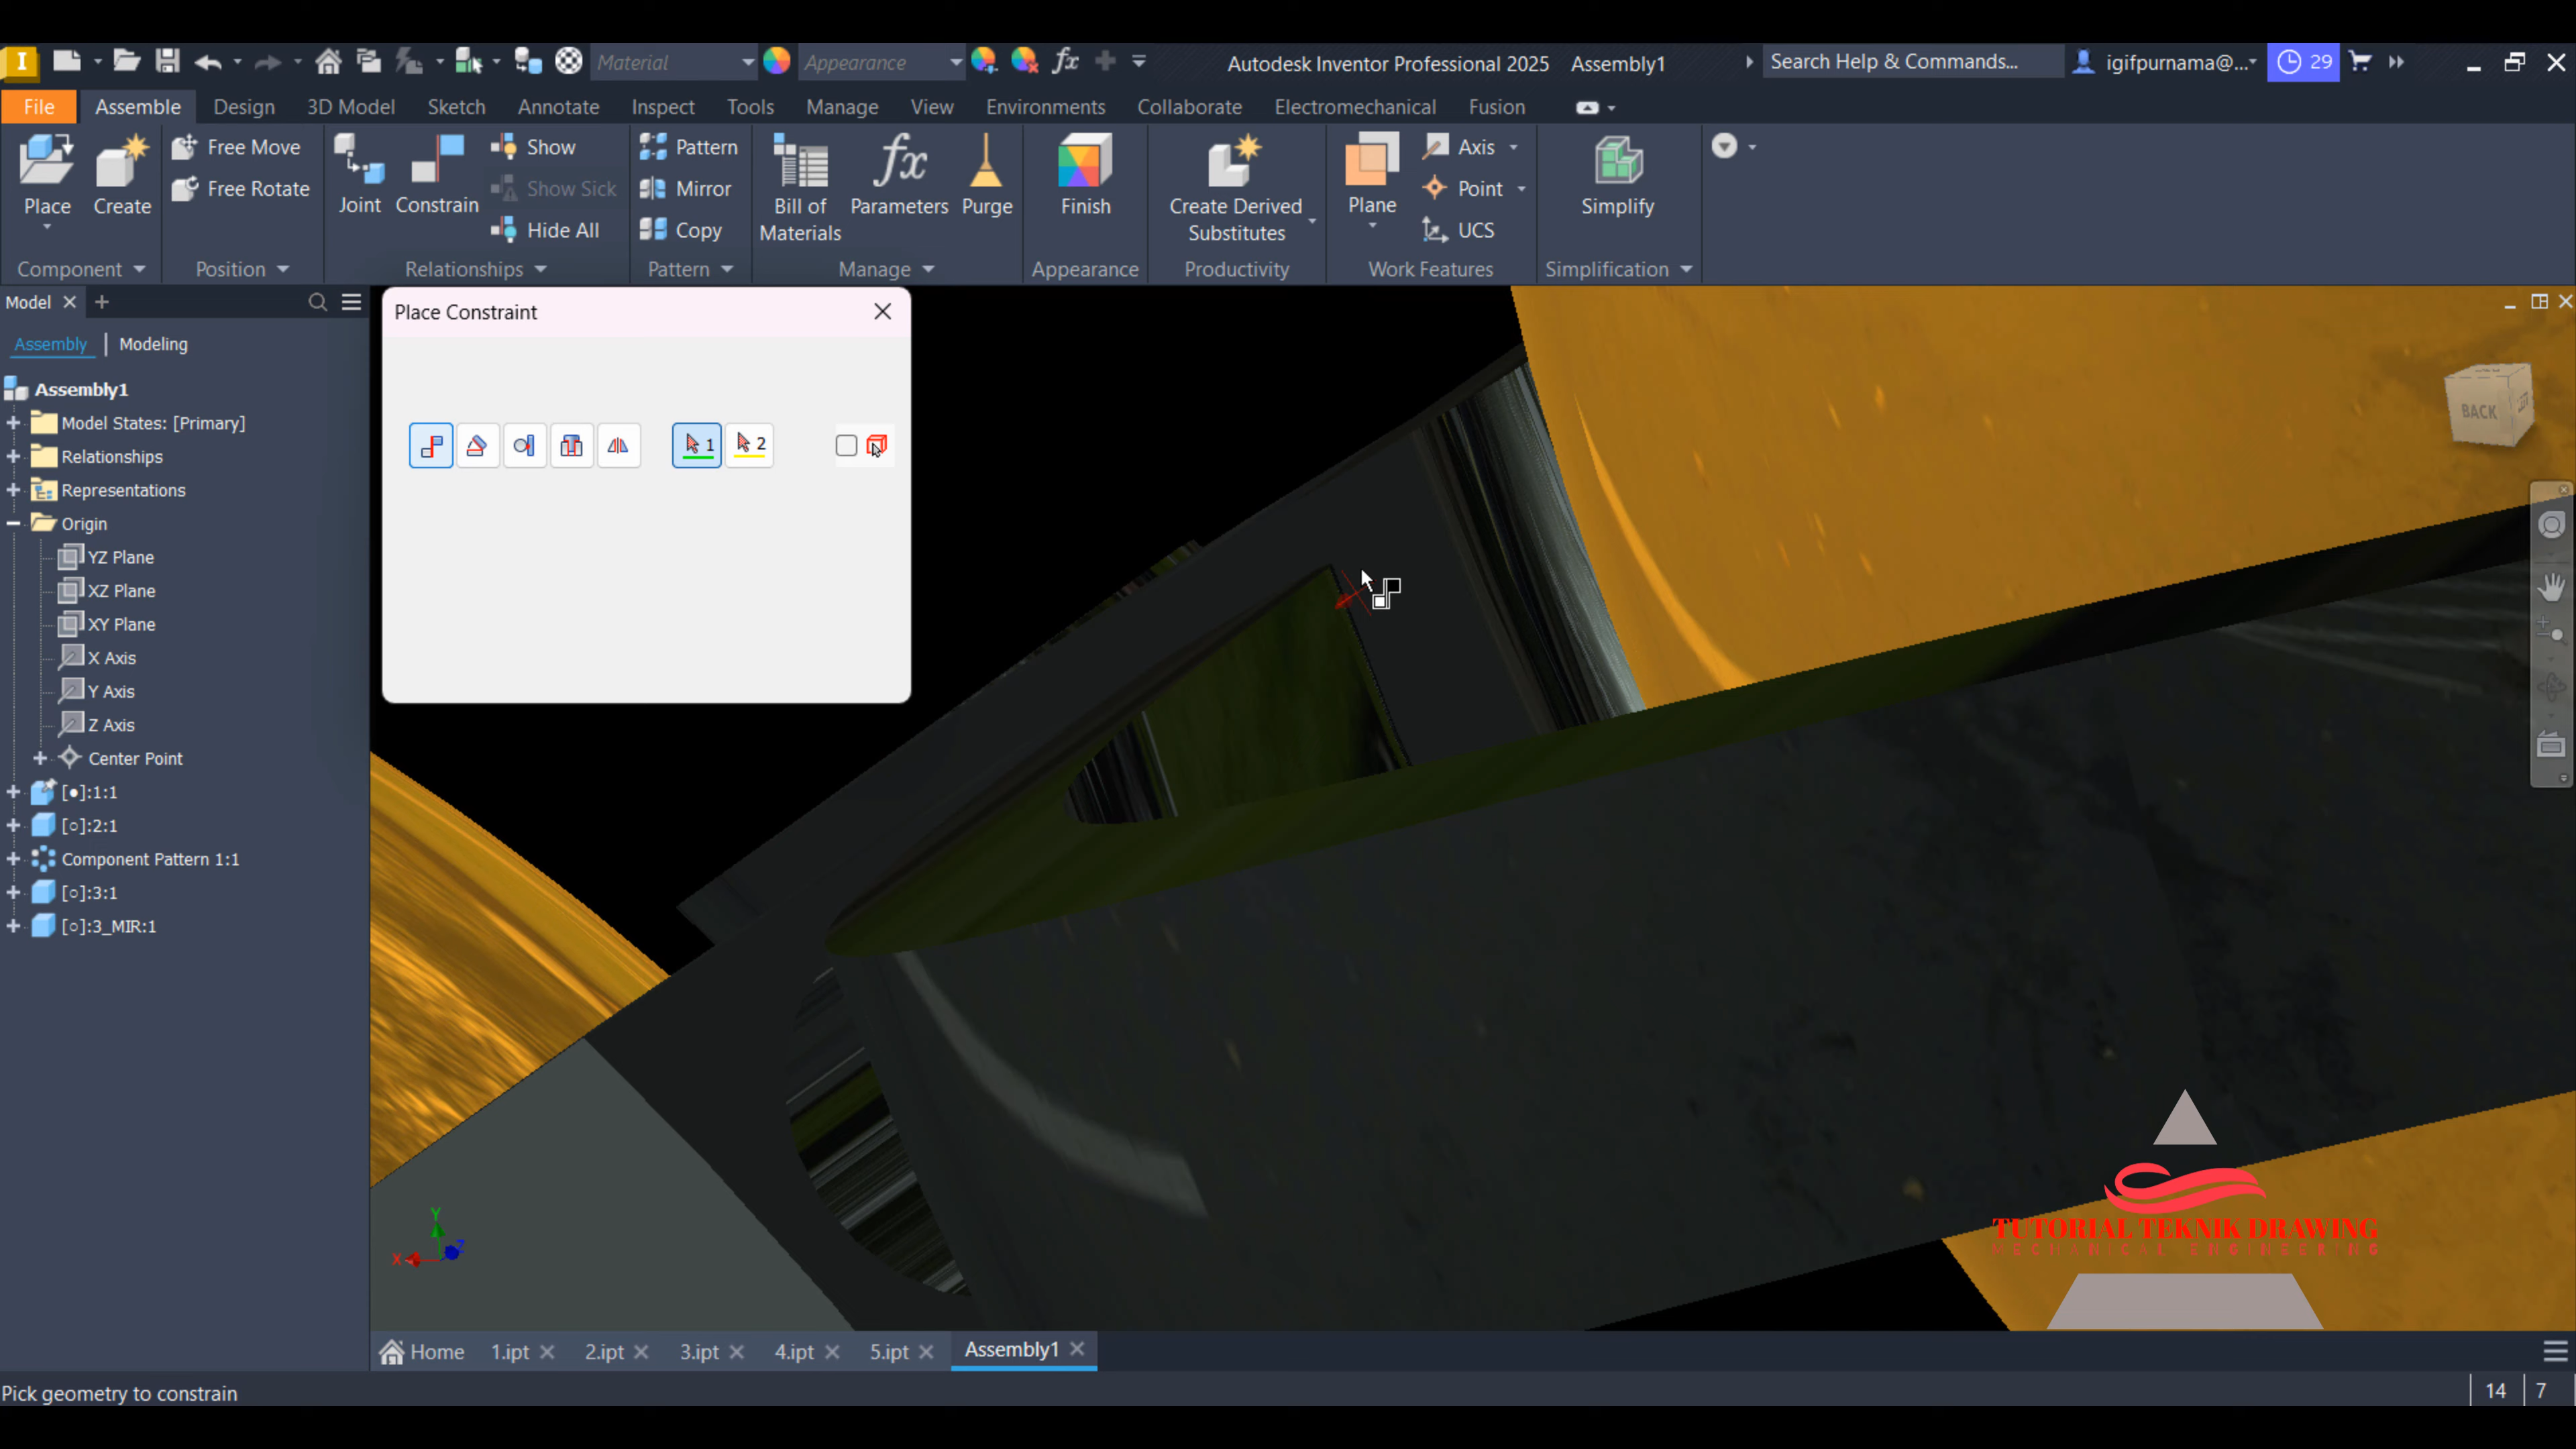 Material
Appearance
fx
Autodesk Inventor Professional 2025 Assembly1
Search Help & Commands...
igifpurnama@...
29
File Assemble Design 3D Model Sketch Annotate Inspect Tools Manage View Environments Collaborate Electromechanical Fusion
Place
Create
Free Move
Free Rotate
Joint
Constrain
Show
Show Sick
Hide All
Pattern
Mirror
Copy
Bill of
Materials
fx
Parameters
Purge
Finish
Create Derived
Substitutes
Plane
Axis
Point
UCS
Simplify
Component Position Relationships Pattern Manage Appearance Productivity Work Features Simplification
Model
Assembly | Modeling
Assembly1
Model States: [Primary]
Relationships
Representations
Origin
YZ Plane
XZ Plane
XY Plane
X Axis
Y Axis
Z Axis
Center Point
[●]:1:1
[○]:2:1
Component Pattern 1:1
[○]:3:1
[○]:3_MIR:1
Place Constraint
1
2
BACK
Y
X
Z
TUTORIAL TEKNIK DRAWING
MECHANICAL ENGINEERING
Home 1.ipt 2.ipt 3.ipt 4.ipt 5.ipt Assembly1
Pick geometry to constrain
14 7